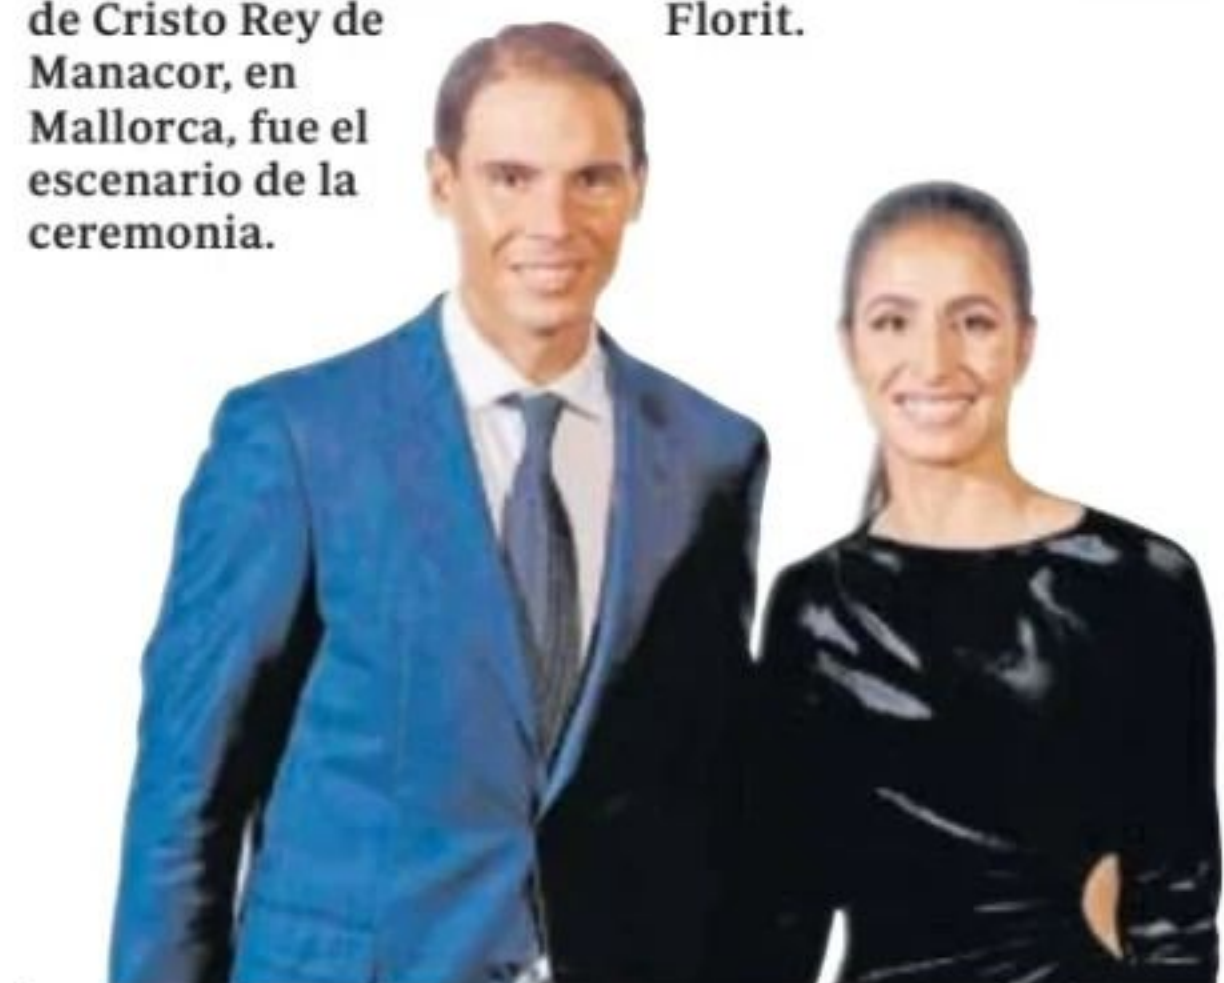 de Cristo Rey de
Manacor, en
Mallorca, fue el
escenario de la
ceremonia.
Florit.